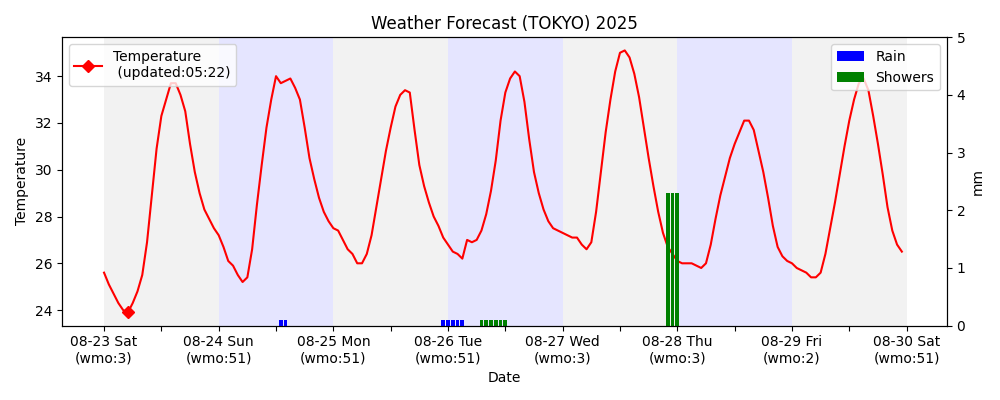 Weather Forecast (TOKYO) 2025
Temperature
(updated:05:22)
Rain
Showers
34
32
30
28
26
24
Temperature
5
4
3
2
1
0
mm
08-23 Sat 08-24 Sun 08-25 Mon 08-26 Tue 08-27 Wed 08-28 Thu 08-29 Fri 08-30 Sat
(wmo:3) (wmo:51) (wmo:51) (wmo:51) (wmo:3) (wmo:3) (wmo:2) (wmo:51)
Date